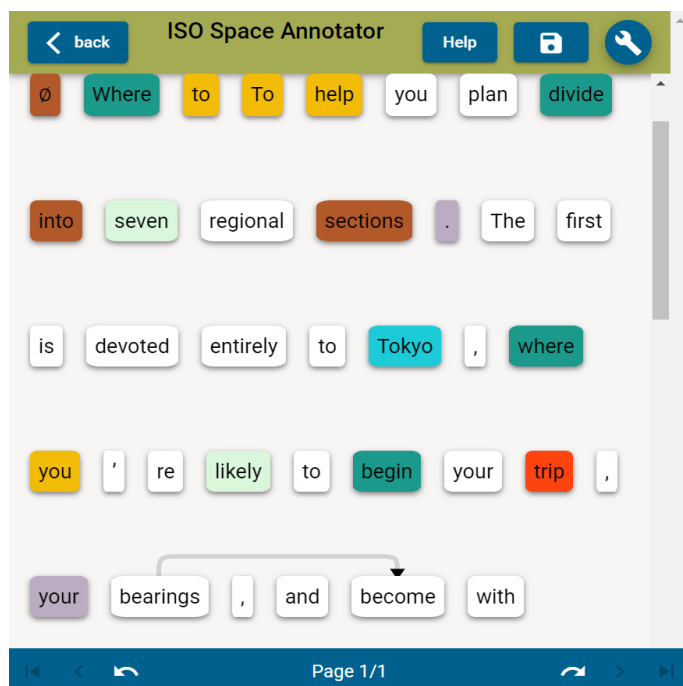 back ISO Space Annotator Help
ø Where to To help you plan divide
into seven regional sections . The first
is devoted entirely to Tokyo , where
you ’ re likely to begin your trip ,
your bearings , and become with
Page 1/1